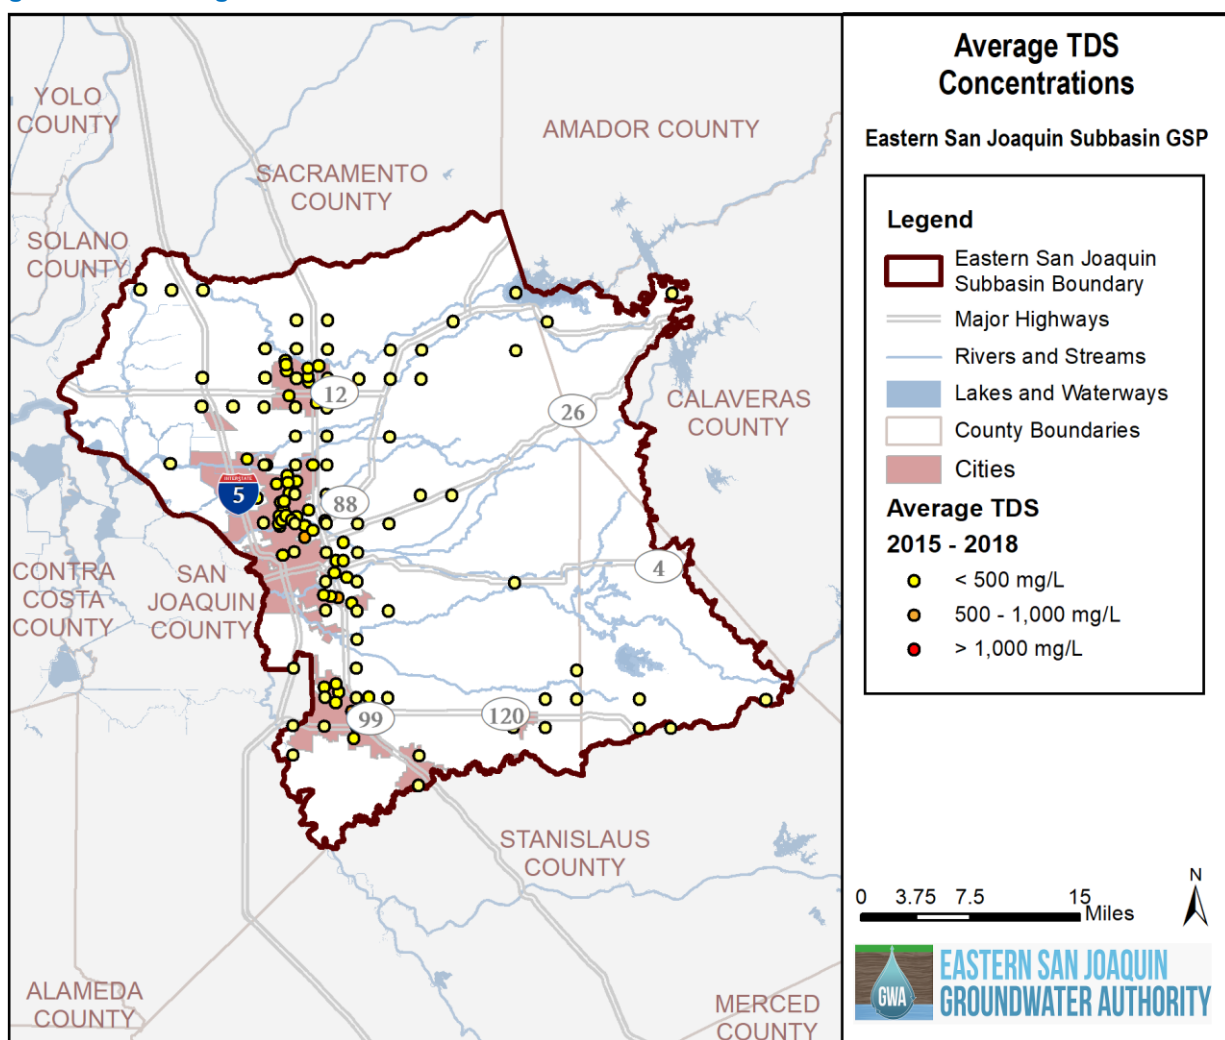 YOLO
COUNTY
AMADOR COUNTY
SACRAMENTO
COUNTY
SOLANO
COUNTY
12
26
CALAVERAS
COUNTY
INTERSTATE
5
88
4
CONTRA
COSTA
COUNTY
SAN
JOAQUIN
COUNTY
99
120
STANISLAUS
COUNTY
ALAMEDA
COUNTY
MERCED
COUNTY
Average TDS
Concentrations
Eastern San Joaquin Subbasin GSP
Legend
Eastern San Joaquin
Subbasin Boundary
Major Highways
Rivers and Streams
Lakes and Waterways
County Boundaries
Cities
Average TDS
2015 - 2018
< 500 mg/L
500 - 1,000 mg/L
> 1,000 mg/L
N
0 3.75 7.5 15
Miles
GWA
EASTERN SAN JOAQUIN
GROUNDWATER AUTHORITY